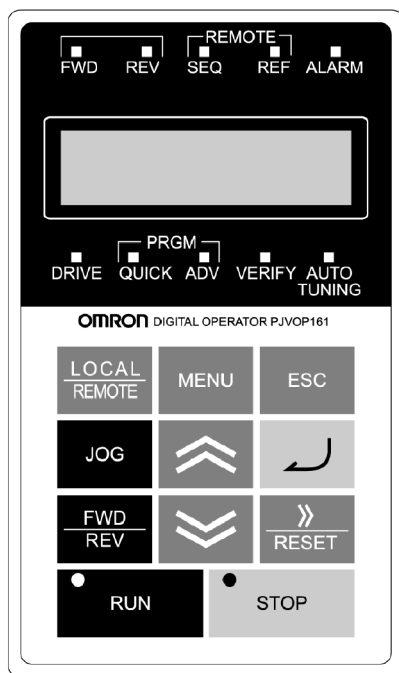 REMOTE
FWD REV SEQ REF ALARM
PRGM
DRIVE QUICK ADV VERIFY AUTO TUNING
OMRON DIGITAL OPERATOR PJVOP161
LOCAL
REMOTE
MENU
ESC
JOG
FWD
REV
RESET
RUN
STOP